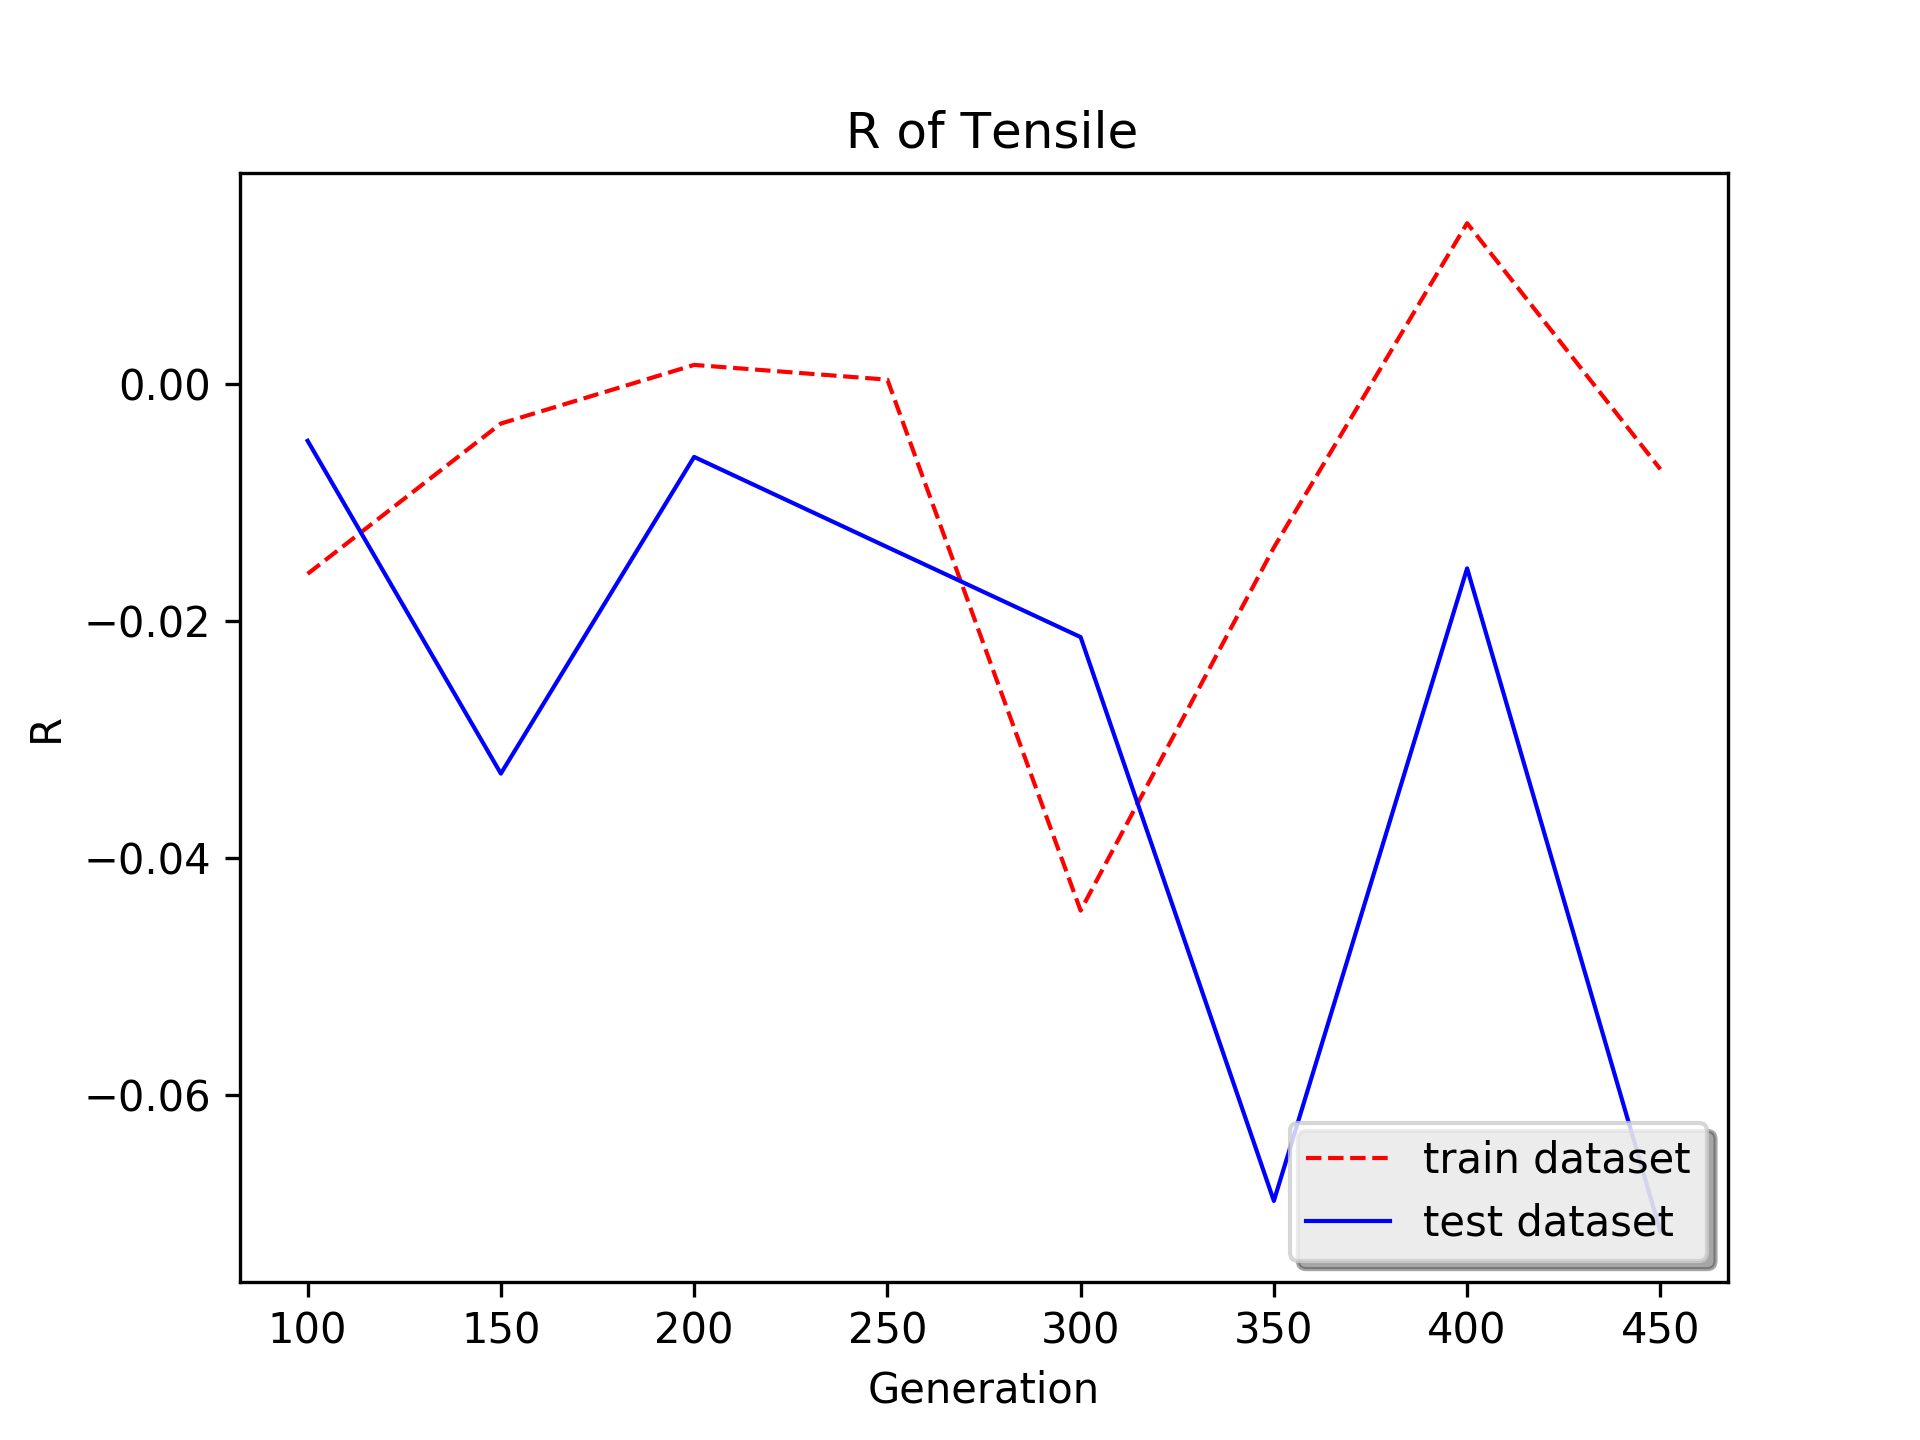 R of Tensile
R
0.00
−0.02
−0.04
−0.06
train dataset
test dataset
100 150 200 250 300 350 400 450
Generation